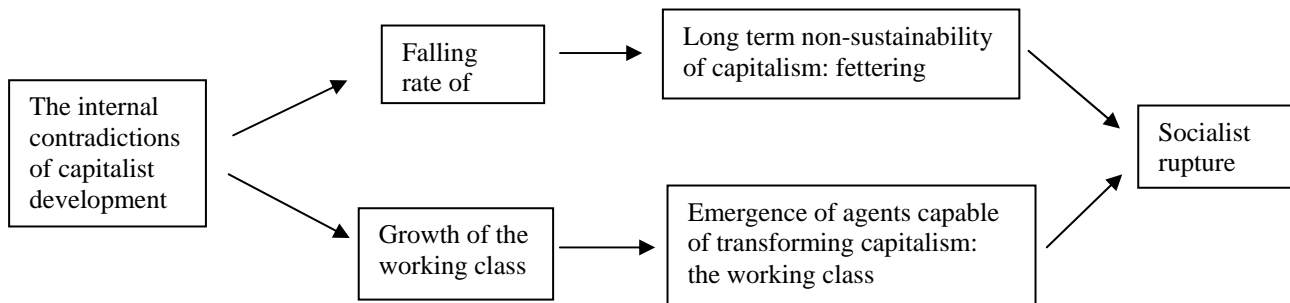 The internal
contradictions
of capitalist
development
Falling
rate of
Long term non-sustainability
of capitalism: fettering
Growth of the
working class
Emergence of agents capable
of transforming capitalism:
the working class
Socialist
rupture